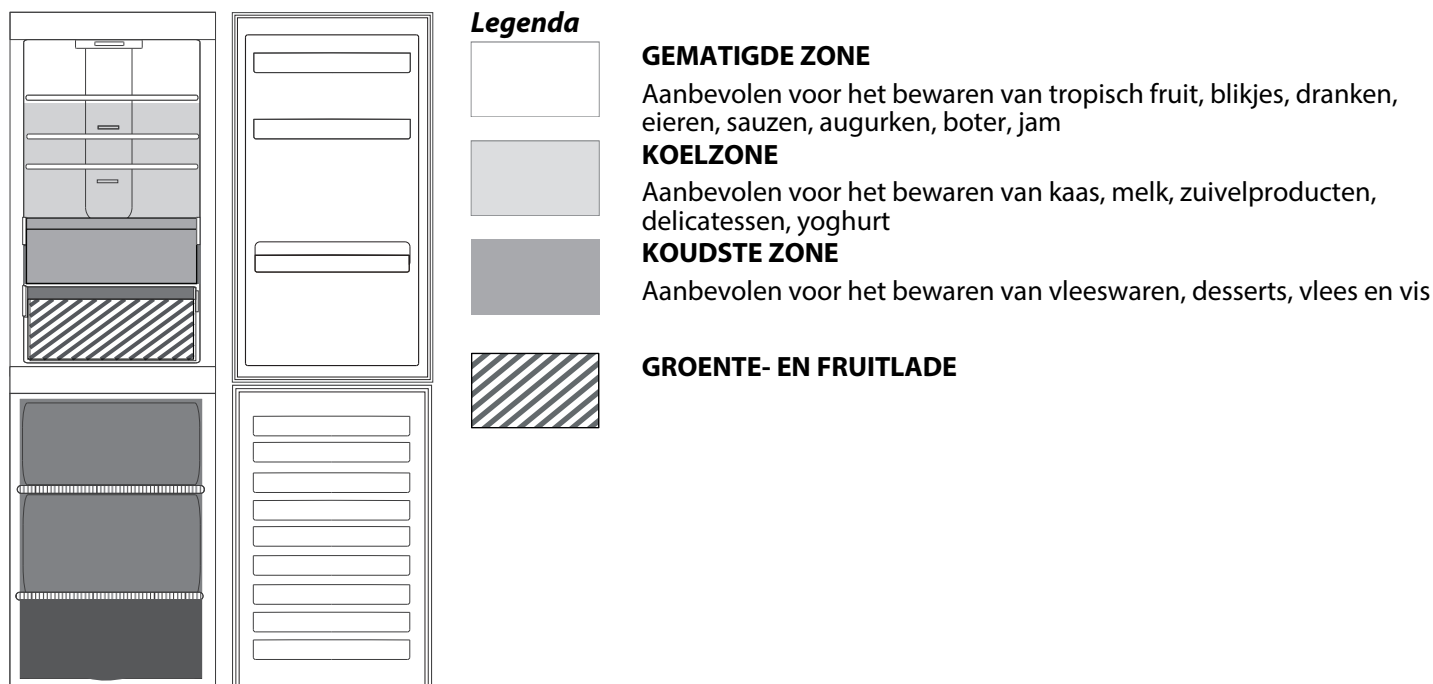 Legenda
GEMATIGDE ZONE
Aanbevolen voor het bewaren van tropisch fruit, blikjes, dranken,
eieren, sauzen, augurken, boter, jam
KOELZONE
Aanbevolen voor het bewaren van kaas, melk, zuivelproducten,
delicatessen, yoghurt
KOUDSTE ZONE
Aanbevolen voor het bewaren van vleeswaren, desserts, vlees en vis
GROENTE- EN FRUITLADE